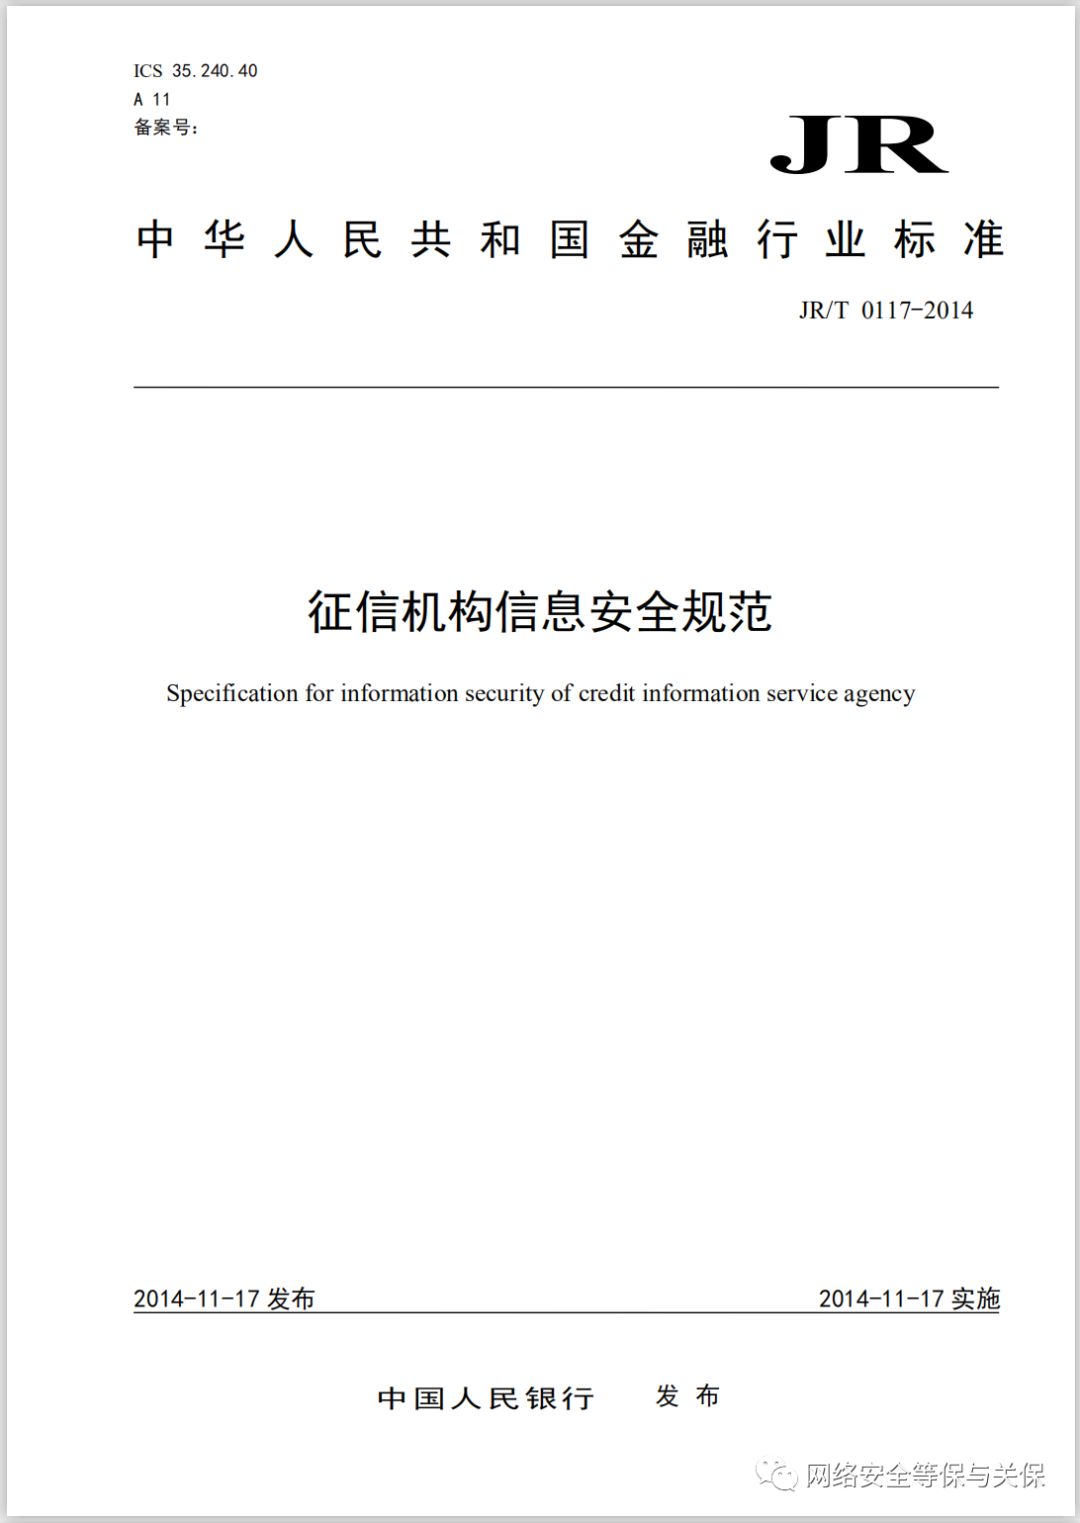 ICS 35.240.40
A 11
备案号：
JR
中华人民共和国金融行业标准
JR/T 0117-2014
征信机构信息安全规范
Specification for information security of credit information service agency
2014-11-17 发布
2014-11-17 实施
中国人民银行 发布
网络安全等保与关保